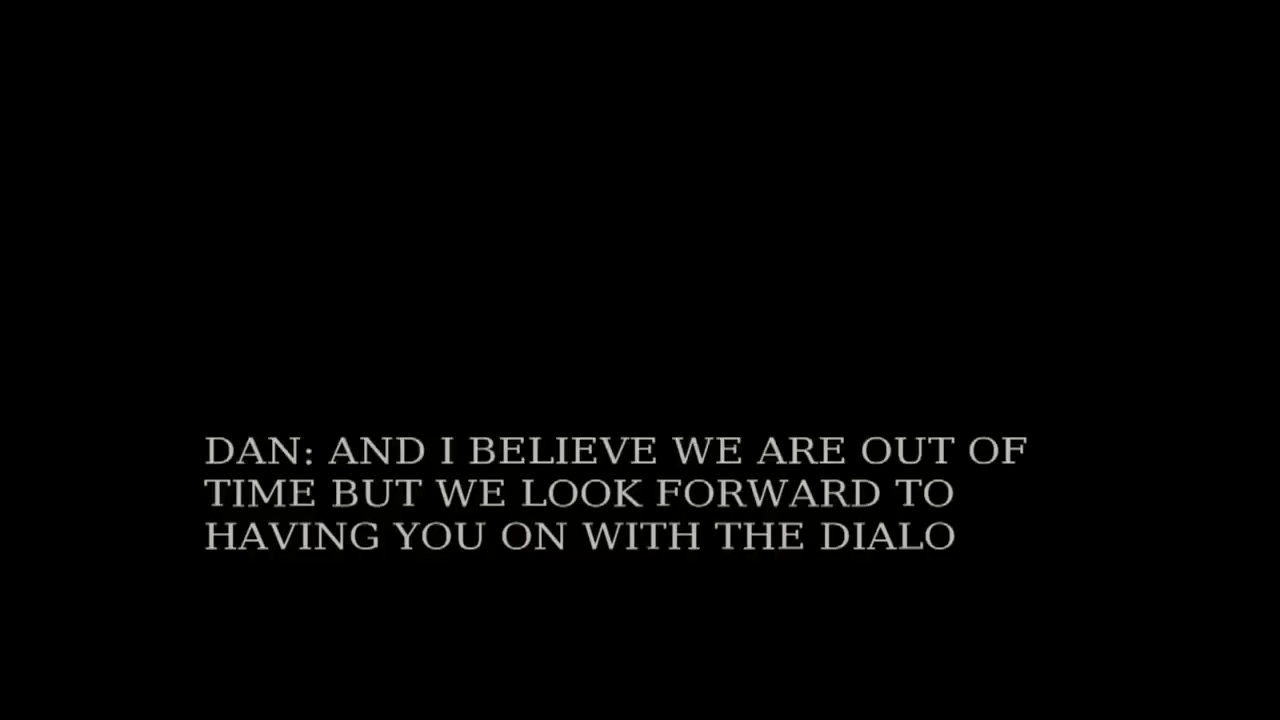 DAN: AND I BELIEVE WE ARE OUT OF
TIME BUT WE LOOK FORWARD TO
HAVING YOU ON WITH THE DIALO